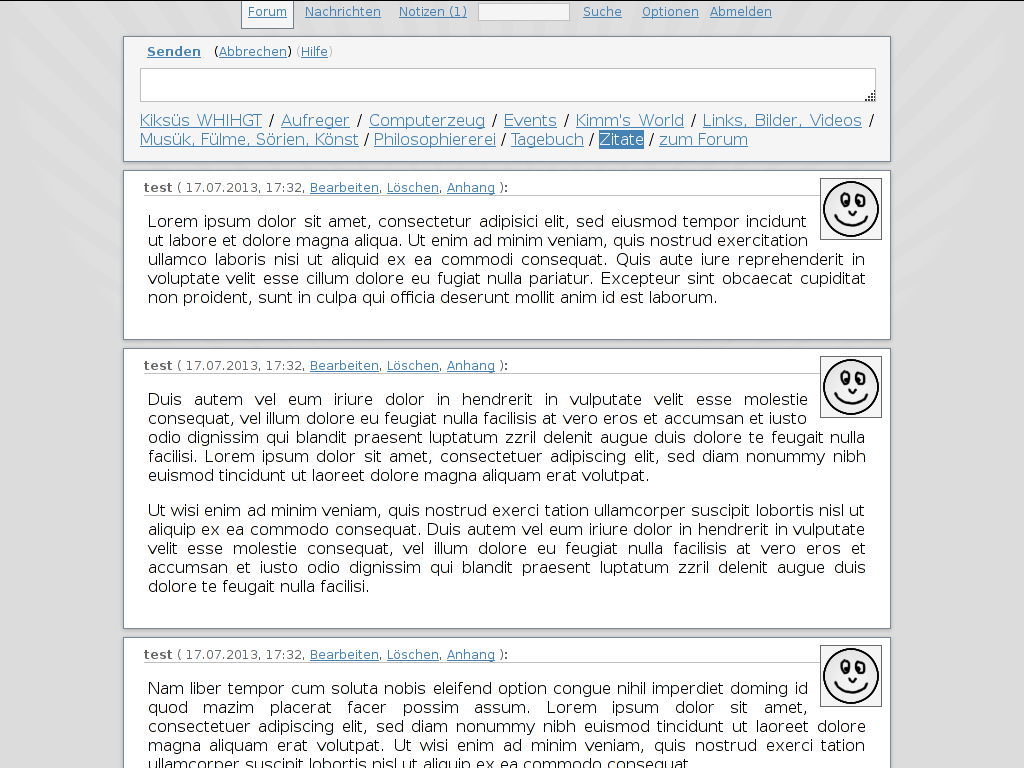 Forum Nachrichten Notizen (1) Suche Optionen Abmelden
Senden (Abbrechen) (Hilfe)
Kiksüs WHIHGT / Aufreger / Computerzeug / Events / Kimm's World / Links, Bilder, Videos /
Musük, Fülme, Sörien, Könst / Philosophiererei / Tagebuch / Zitate / zum Forum
test ( 17.07.2013, 17:32, Bearbeiten, Löschen, Anhang ):
Lorem ipsum dolor sit amet, consectetur adipisici elit, sed eiusmod tempor incidunt
ut labore et dolore magna aliqua. Ut enim ad minim veniam, quis nostrud exercitation
ullamco laboris nisi ut aliquid ex ea commodi consequat. Quis aute iure reprehenderit in
voluptate velit esse cillum dolore eu fugiat nulla pariatur. Excepteur sint obcaecat cupiditat
non proident, sunt in culpa qui officia deserunt mollit anim id est laborum.
test ( 17.07.2013, 17:32, Bearbeiten, Löschen, Anhang ):
Duis autem vel eum iriure dolor in hendrerit in vulputate velit esse molestie
consequat, vel illum dolore eu feugiat nulla facilisis at vero eros et accumsan et iusto
odio dignissim qui blandit praesent luptatum zzril delenit augue duis dolore te feugait nulla
facilisi. Lorem ipsum dolor sit amet, consectetuer adipiscing elit, sed diam nonummy nibh
euismod tincidunt ut laoreet dolore magna aliquam erat volutpat.
Ut wisi enim ad minim veniam, quis nostrud exerci tation ullamcorper suscipit lobortis nisl ut
aliquip ex ea commodo consequat. Duis autem vel eum iriure dolor in hendrerit in vulputate
velit esse molestie consequat, vel illum dolore eu feugiat nulla facilisis at vero eros et
accumsan et iusto odio dignissim qui blandit praesent luptatum zzril delenit augue duis
dolore te feugait nulla facilisi.
test ( 17.07.2013, 17:32, Bearbeiten, Löschen, Anhang ):
Nam liber tempor cum soluta nobis eleifend option congue nihil imperdiet doming id
quod mazim placerat facer possim assum. Lorem ipsum dolor sit amet,
consectetuer adipiscing elit, sed diam nonummy nibh euismod tincidunt ut laoreet dolore
magna aliquam erat volutpat. Ut wisi enim ad minim veniam, quis nostrud exerci tation
ullamcorper suscipit lobortis nisl ut aliquip ex ea commodo consequat.